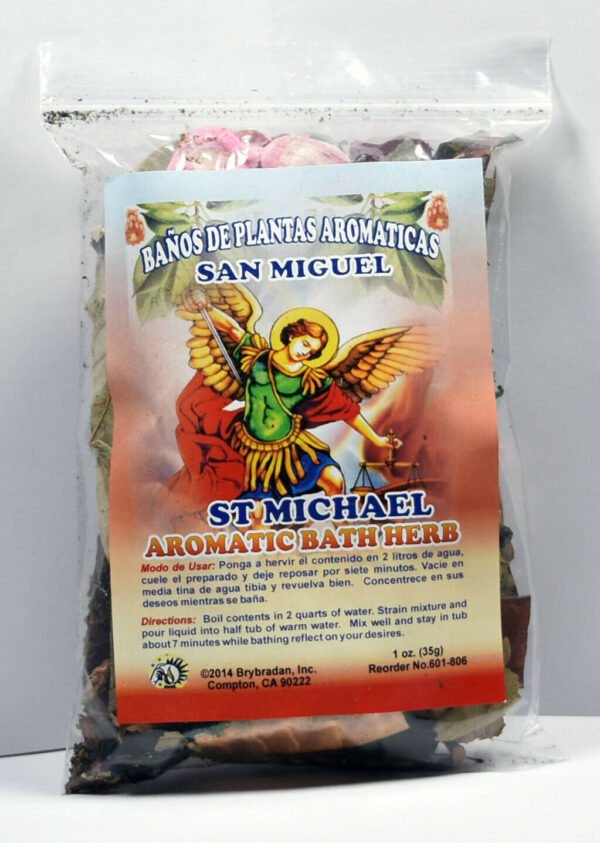 BAÑOS DE PLANTAS AROMATICAS
SAN MIGUEL
ST MICHAEL
AROMATIC BATH HERB
Modo de Usar: Ponga a hervir el contenido en 2 litros de agua,
cuele el preparado y deje reposar por siete minutos. Vacie en
media tina de agua tibia y revuelva bien. Concentrece en sus
deseos mientras se baña.
Directions: Boil contents in 2 quarts of water. Strain mixture and
pour liquid into half tub of warm water. Mix well and stay in tub
about 7 minutes while bathing reflect on your desires.
©2014 Brybradan, Inc.
Compton, CA 90222
1 oz. (35g)
Reorder No.601-806